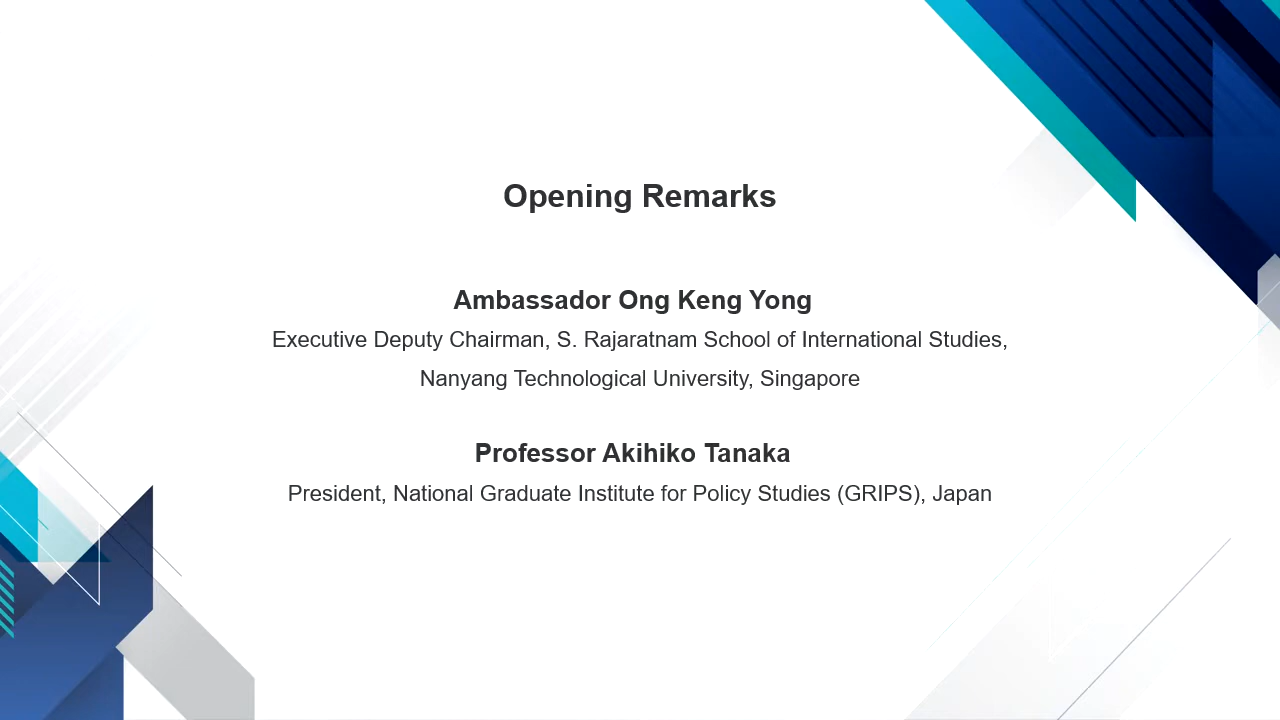 Opening Remarks
Ambassador Ong Keng Yong
Executive Deputy Chairman, S. Rajaratnam School of International Studies,
Nanyang Technological University, Singapore
Professor Akihiko Tanaka
President, National Graduate Institute for Policy Studies (GRIPS), Japan